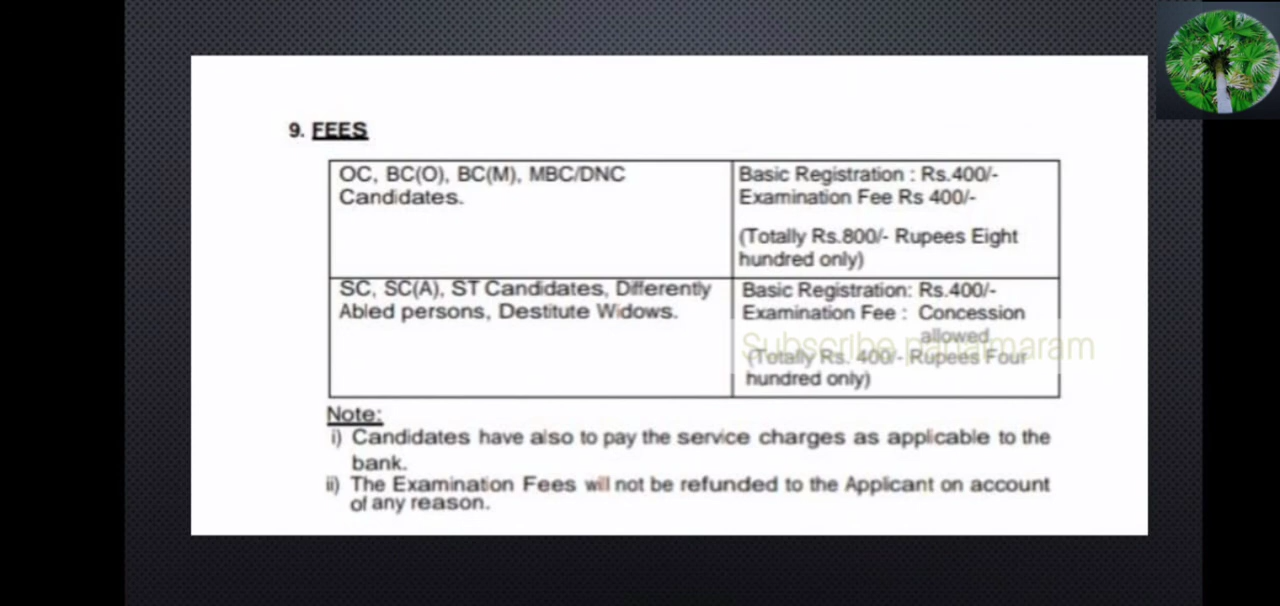 9. FEES
OC, BC(O), BC(M), MBC/DNC
Candidates.
Basic Registration : Rs.400/-
Examination Fee Rs 400/-
(Totally Rs.800/- Rupees Eight
hundred only)
SC, SC(A), ST Candidates, Differently
Abled persons, Destitute Widows.
Basic Registration: Rs.400/-
Examination Fee : Concession
allowed
(Totally Rs. 400/- Rupees Four
hundred only)
Subscribe panaimaram
Note:
i) Candidates have also to pay the service charges as applicable to the
bank.
ii) The Examination Fees will not be refunded to the Applicant on account
of any reason.